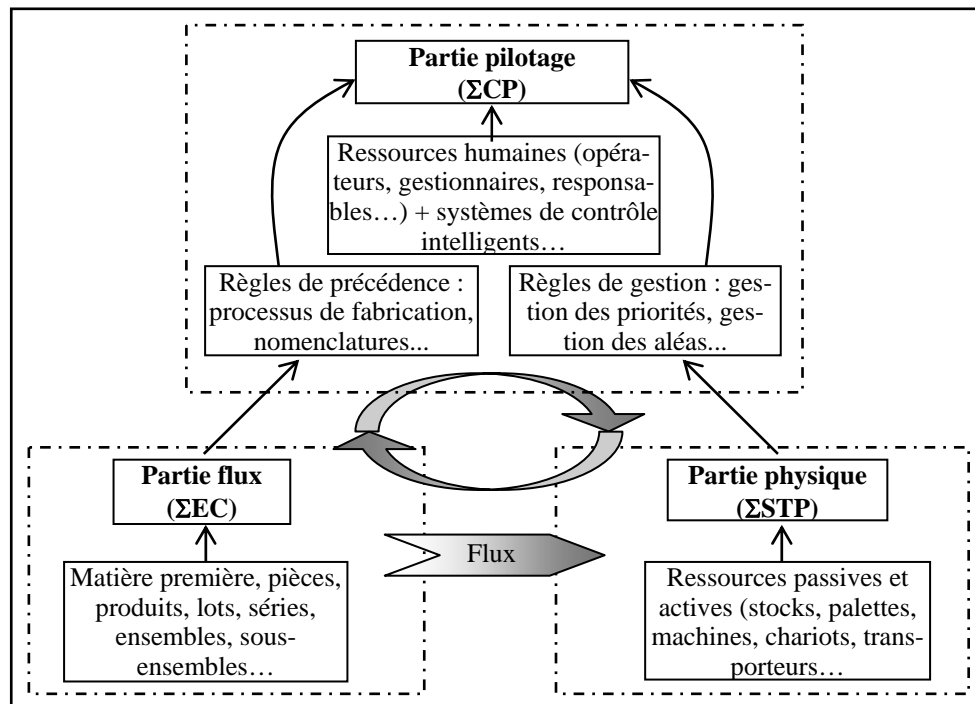 Partie pilotage
(ΣCP)
Ressources humaines (opéra-
teurs, gestionnaires, responsa-
bles…) + systèmes de contrôle
intelligents…
Règles de précédence :
processus de fabrication,
nomenclatures...
Règles de gestion : ges-
tion des priorités, ges-
tion des aléas...
Partie flux
(ΣEC)
Matière première, pièces,
produits, lots, séries,
ensembles, sous-
ensembles…
Flux
Partie physique
(ΣSTP)
Ressources passives et
actives (stocks, palettes,
machines, chariots, trans-
porteurs…